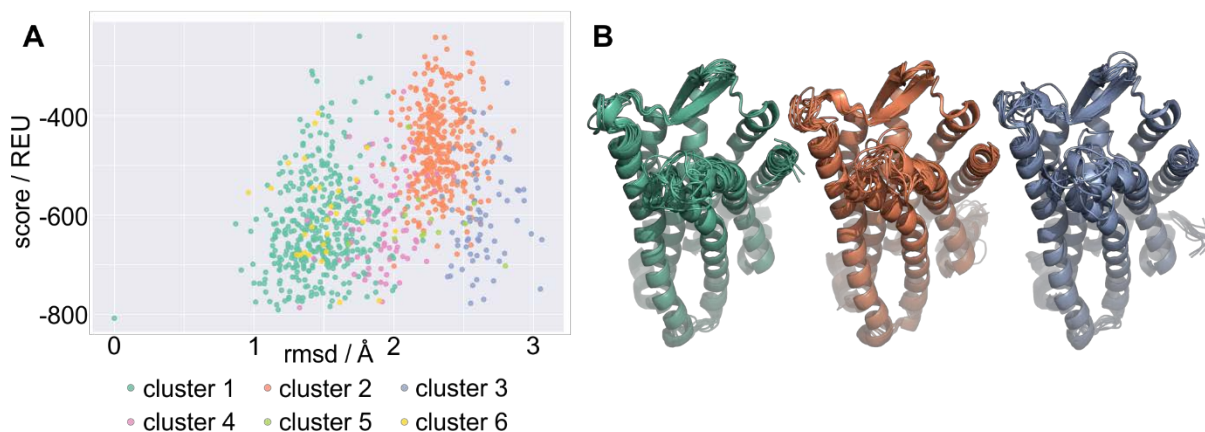 A
B
score / REU
-400
-600
-800
0
1
2
3
rmsd / Å
cluster 1
cluster 2
cluster 3
cluster 4
cluster 5
cluster 6